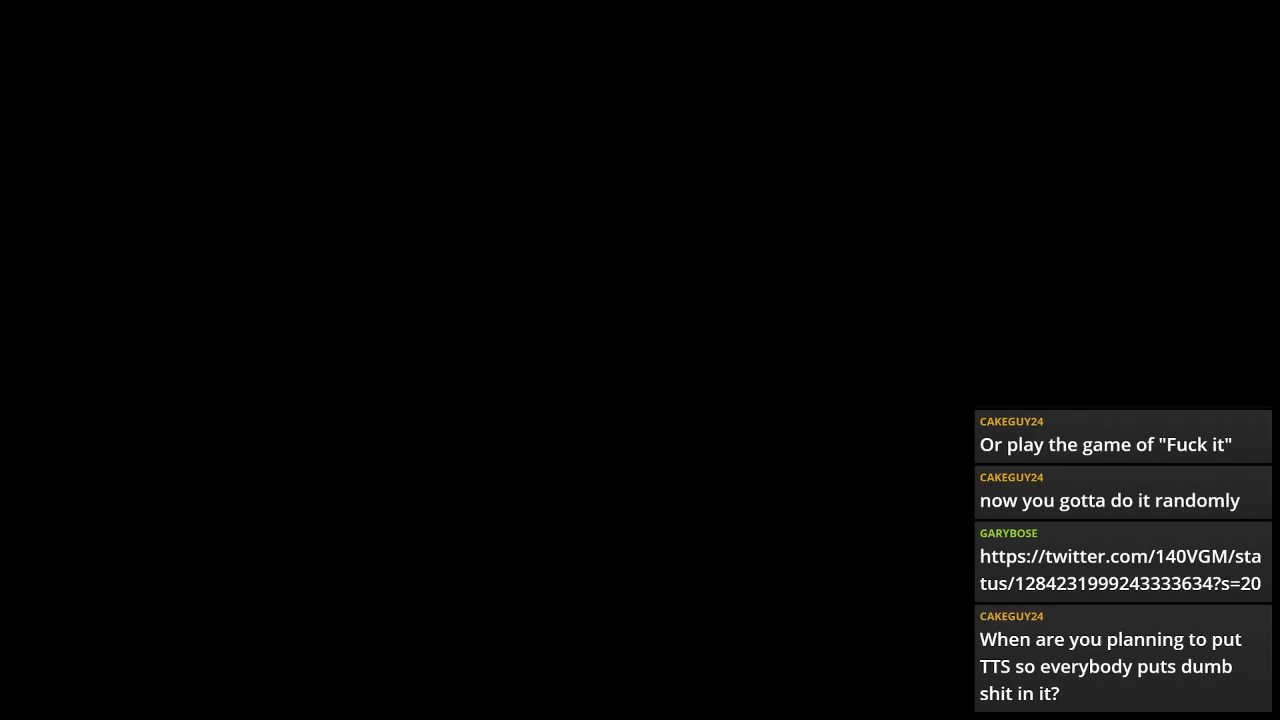 CAKEGUY24
Or play the game of "Fuck it"
CAKEGUY24
now you gotta do it randomly
GARYBOSE
https://twitter.com/140VGM/sta
tus/1284231999243333634?s=20
CAKEGUY24
When are you planning to put
TTS so everybody puts dumb
shit in it?